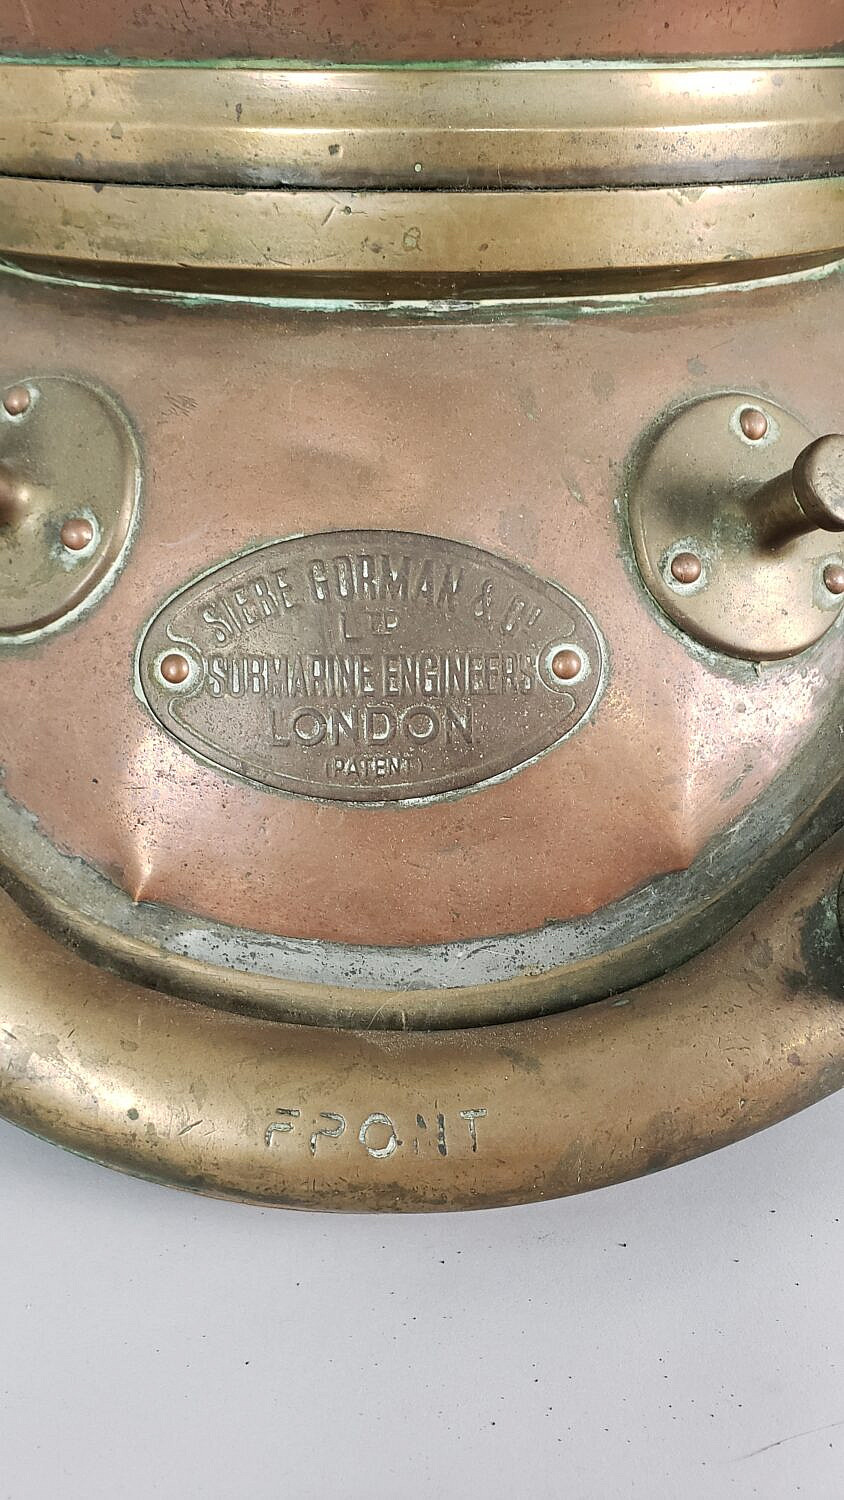 SIEBE GORMAN & Cº
LTD
SUBMARINE ENGINEERS
LONDON
(PATENT)
FRONT